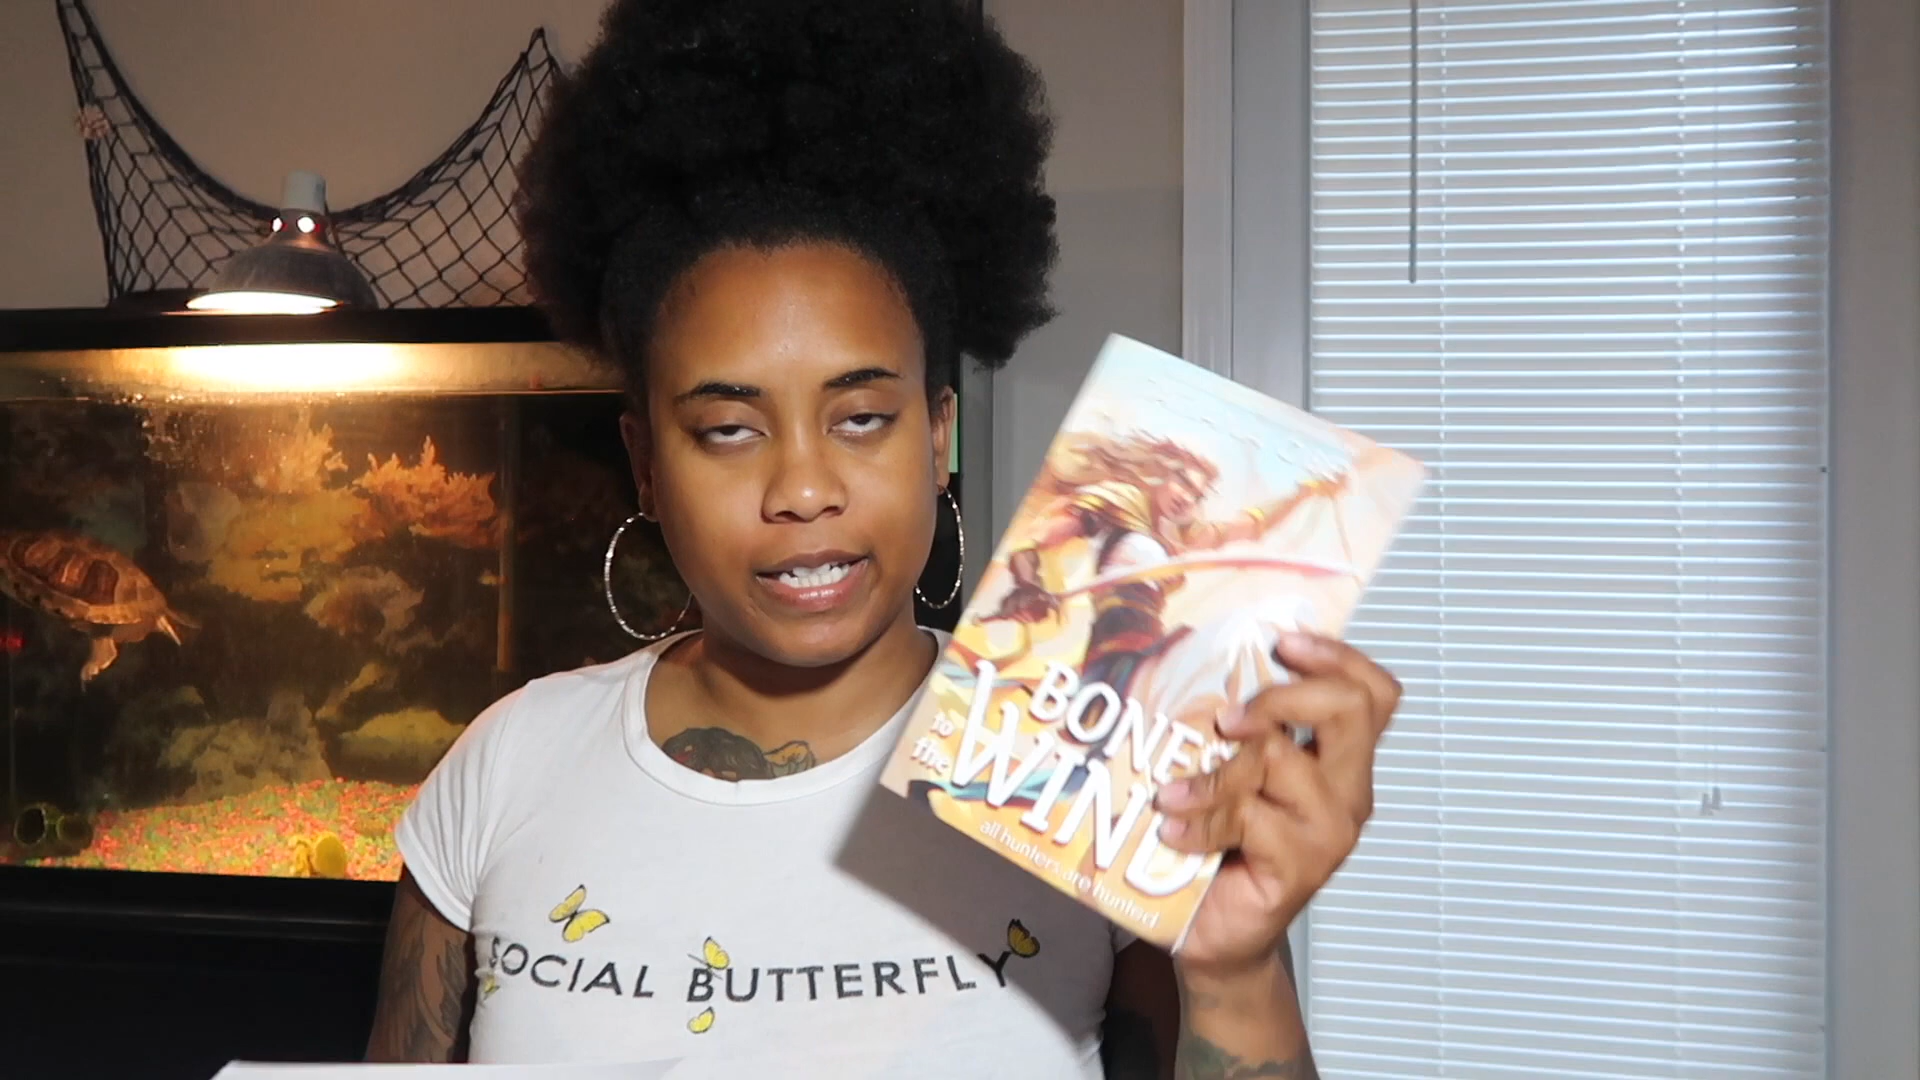 BONES
to
the
WIND
all hunters are hunted
SOCIAL BUTTERFLY